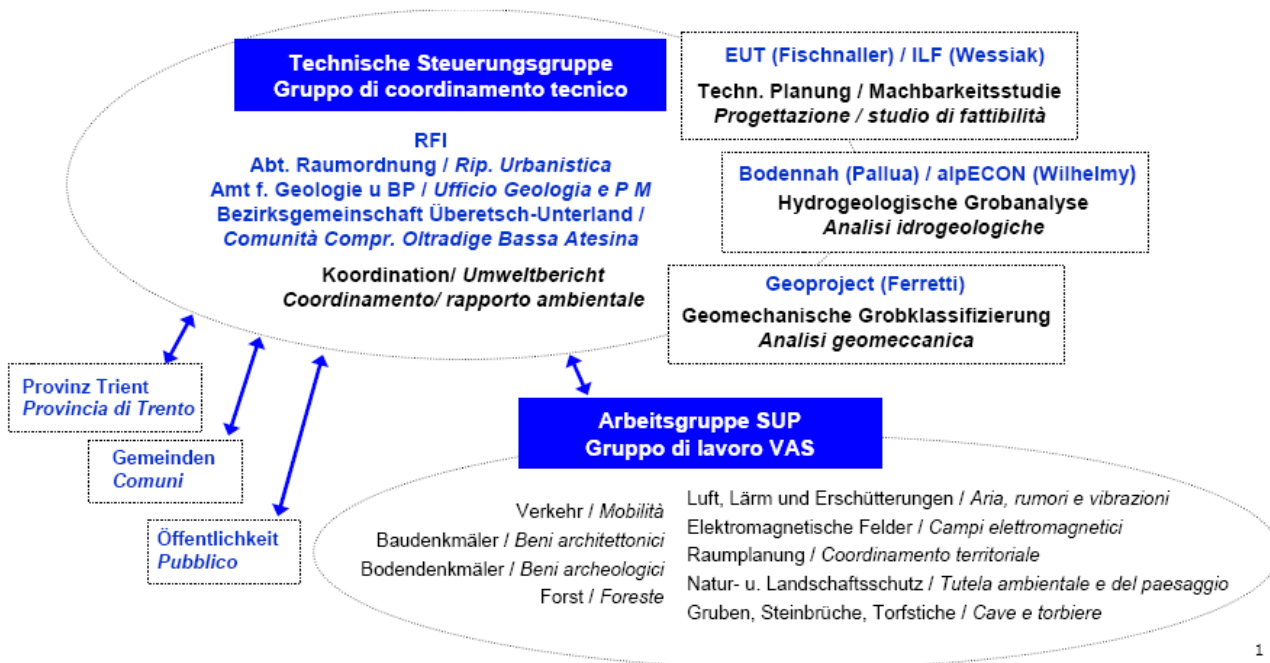 Technische Steuerungsgruppe
Gruppo di coordinamento tecnico
RFI
Abt. Raumordnung / Rip. Urbanistica
Amt f. Geologie u BP / Ufficio Geologia e P M
Bezirksgemeinschaft Überetsch-Unterland /
Comunità Compr. Oltradige Bassa Atesina
Koordination/ Umweltbericht
Coordinamento/ rapporto ambientale
EUT (Fischnaller) / ILF (Wessiak)
Techn. Planung / Machbarkeitsstudie
Progettazione / studio di fattibilità
Bodennah (Pallua) / alpECON (Wilhelmy)
Hydrogeologische Grobanalyse
Analisi idrogeologiche
Geoproject (Ferretti)
Geomechanische Grobklassifizierung
Analisi geomeccanica
Provinz Trient
Provincia di Trento
Gemeinden
Comuni
Öffentlichkeit
Pubblico
Arbeitsgruppe SUP
Gruppo di lavoro VAS
Verkehr / Mobilità
Baudenkmäler / Beni architettonici
Bodendenkmäler / Beni archeologici
Forst / Foreste
Luft, Lärm und Erschütterungen / Aria, rumori e vibrazioni
Elektromagnetische Felder / Campi elettromagnetici
Raumplanung / Coordinamento territoriale
Natur- u. Landschaftsschutz / Tutela ambientale e del paesaggio
Gruben, Steinbrüche, Torfstiche / Cave e torbiere
1